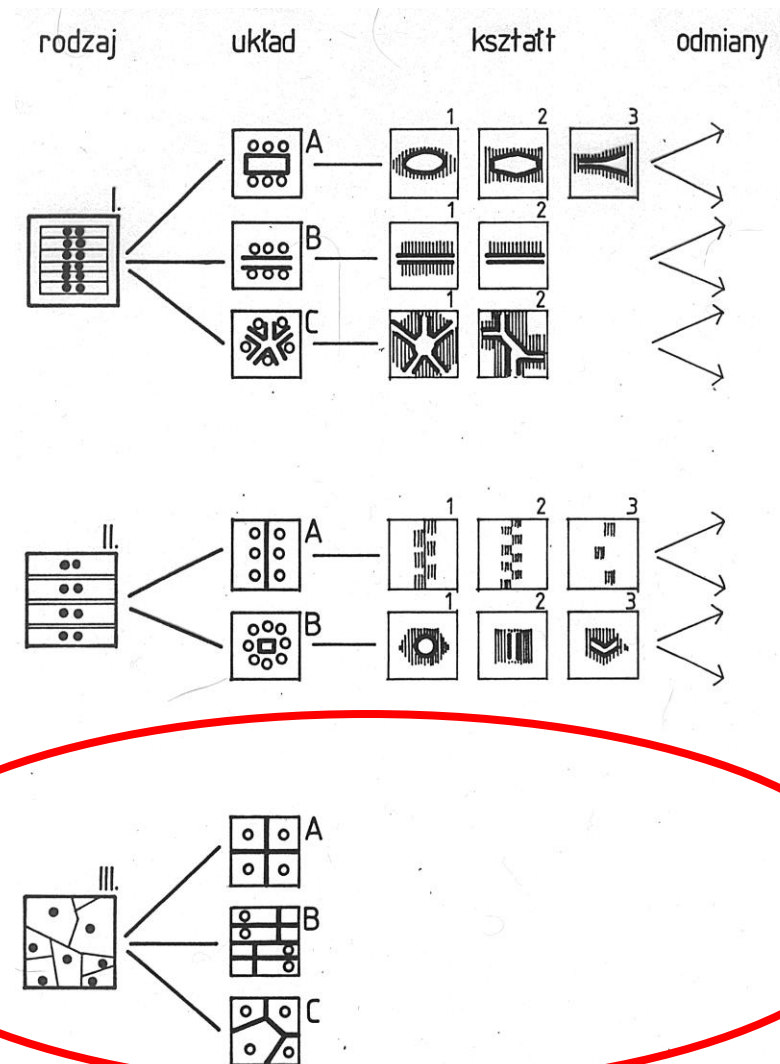 rodzaj układ kształt odmiany
1 2 3
A
I.
1 2
B
1 2
C
1 2 3
A
II.
1 2 3
B
A
III.
B
C